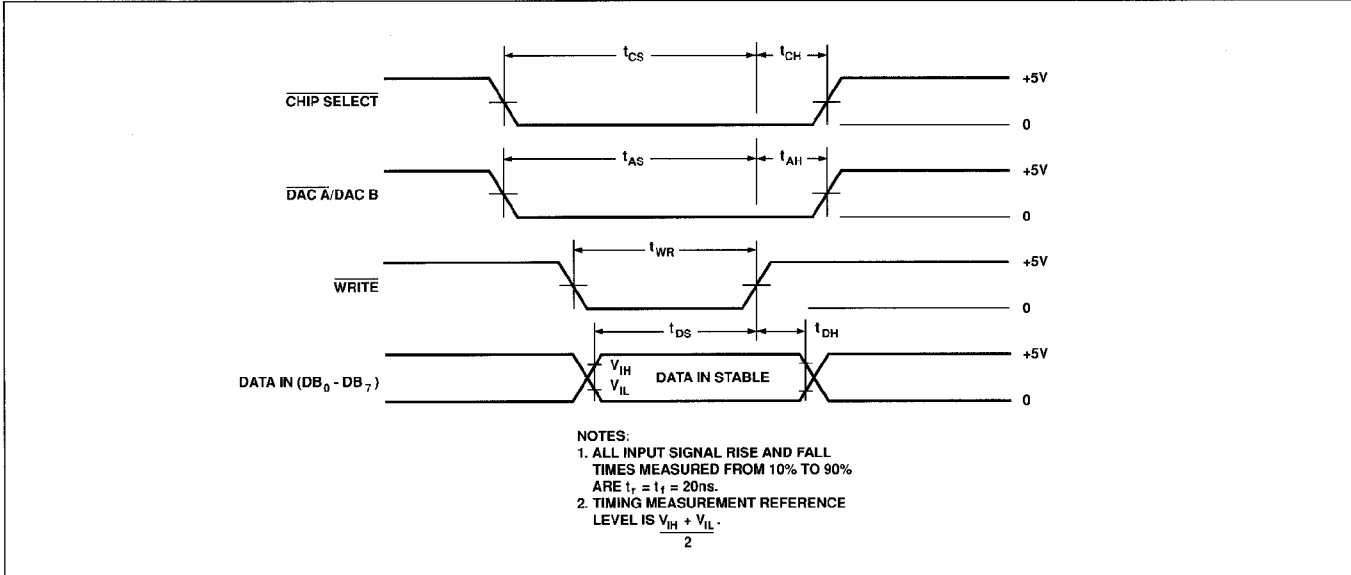 t_CS t_CH
CHIP SELECT
+5V
0
t_AS t_AH
DAC A/DAC B
+5V
0
t_WR
WRITE
+5V
0
t_DS t_DH
DATA IN (DB_0 - DB_7)
V_IH
V_IL
DATA IN STABLE
+5V
0
NOTES:
1. ALL INPUT SIGNAL RISE AND FALL
TIMES MEASURED FROM 10% TO 90%
ARE t_r = t_f = 20ns.
2. TIMING MEASUREMENT REFERENCE
LEVEL IS V_IH + V_IL .
2